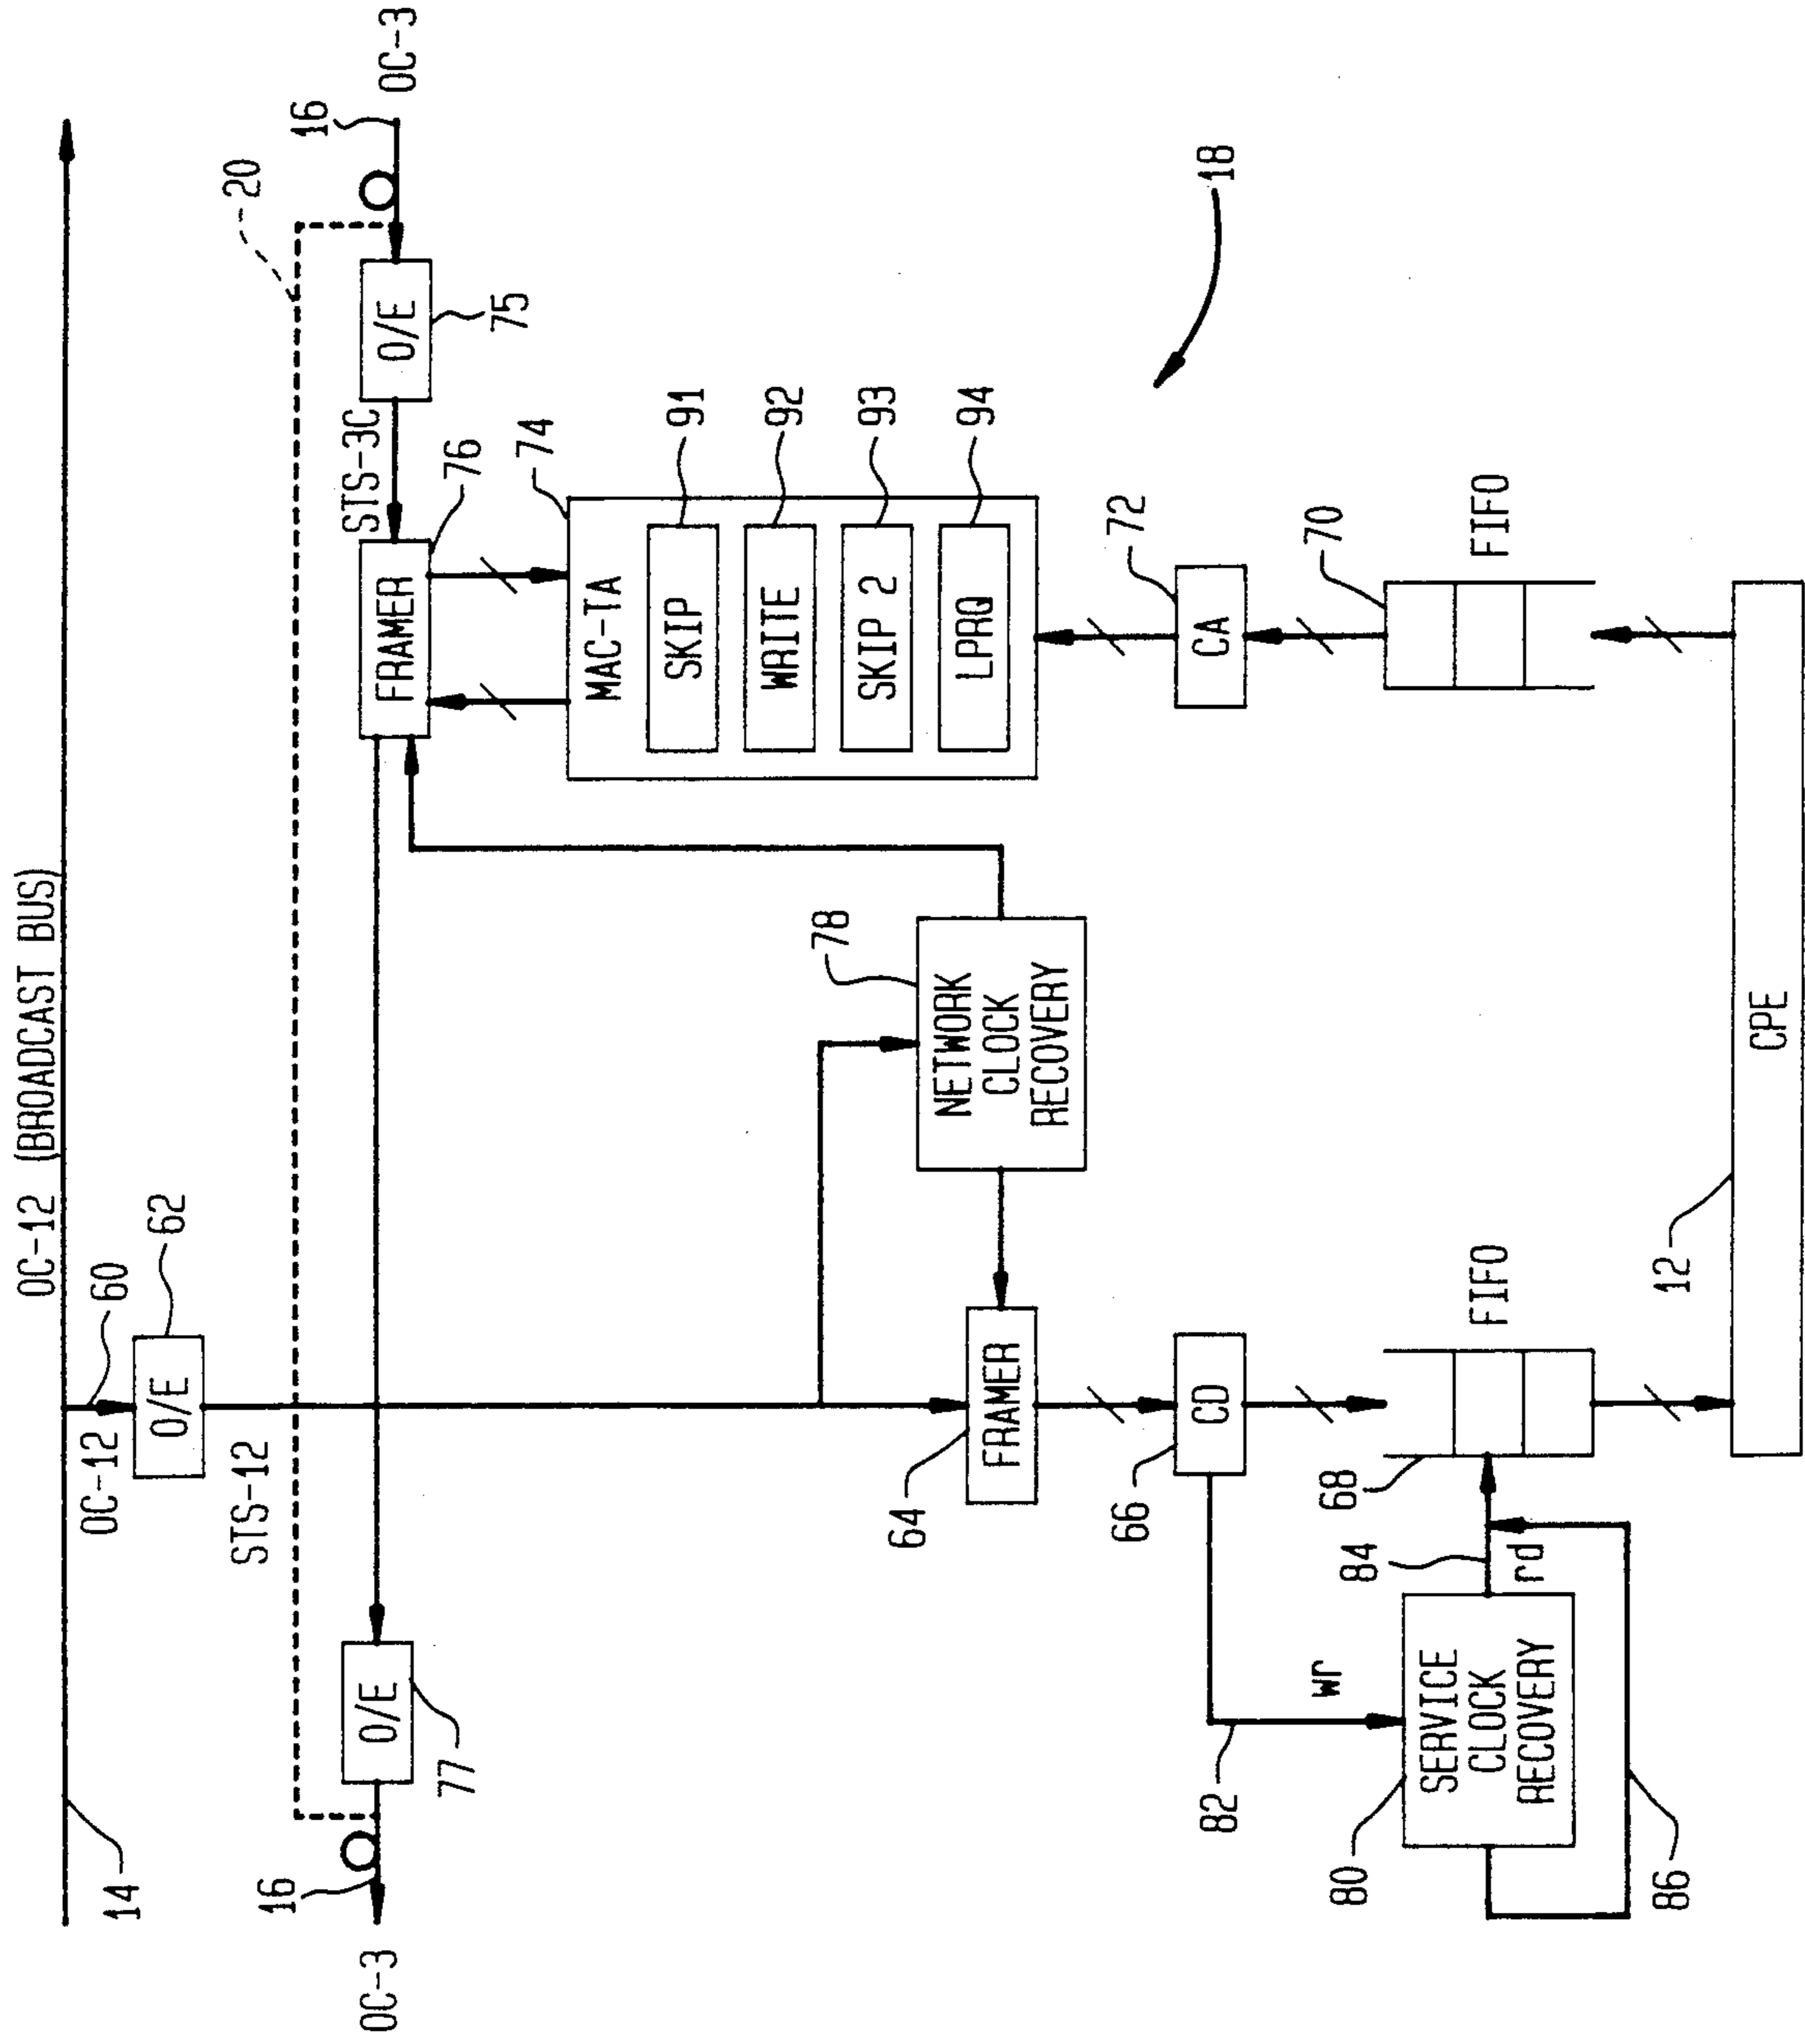 OC-12 (BROADCAST BUS)
14
60
OC-12
O/E
62
STS-12
20
16
OC-3
16
OC-3
O/E
77
FRAMER
76
STS-3C
O/E
75
MAC-TA
74
SKIP
91
WRITE
92
SKIP 2
93
LPRQ
94
18
NETWORK
CLOCK
RECOVERY
78
FRAMER
64
CD
66
CA
72
FIFO
68
FIFO
70
82
wr
84
rd
SERVICE
CLOCK
RECOVERY
80
86
12
CPE